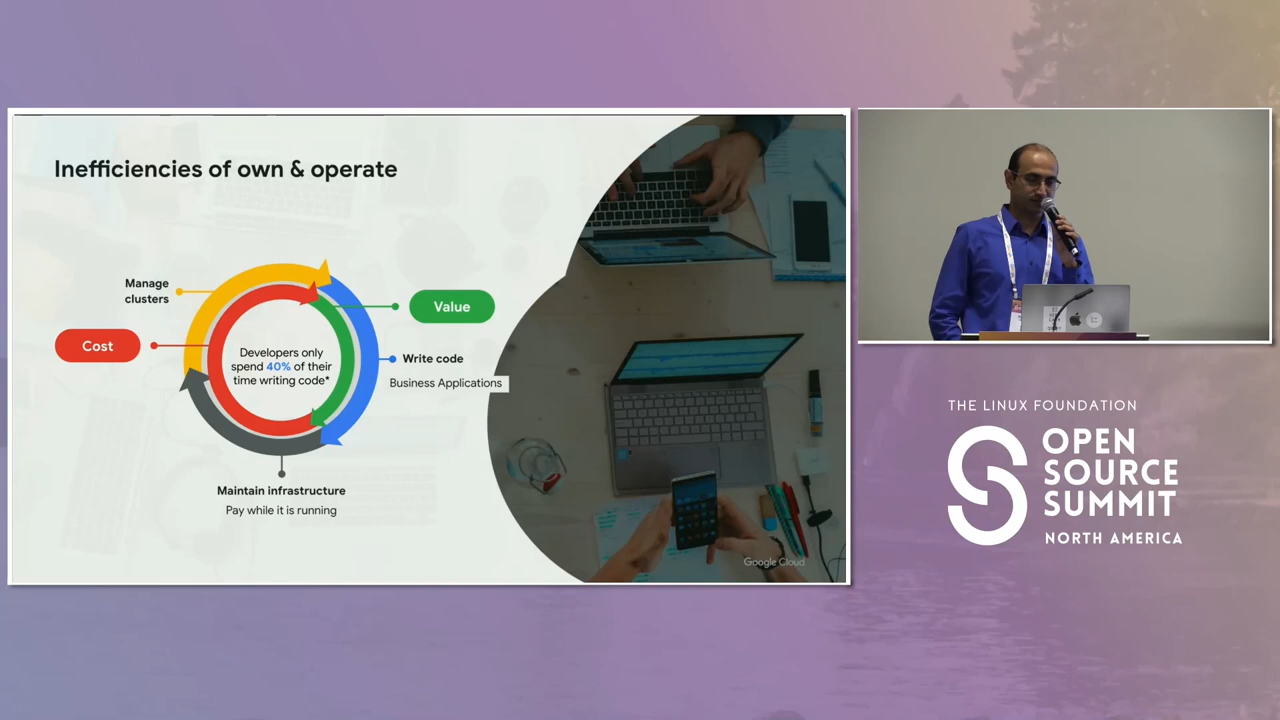 Inefficiencies of own & operate
Manage
clusters
Value
Cost
Developers only
spend 40% of their
time writing code*
Write code
Business Applications
Maintain infrastructure
Pay while it is running
Google Cloud
THE LINUX FOUNDATION
OPEN
SOURCE
SUMMIT
NORTH AMERICA